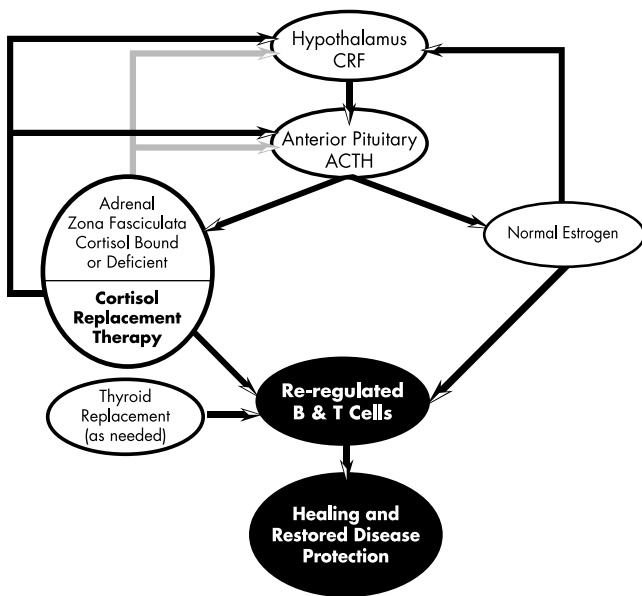 Hypothalamus
CRF
Anterior Pituitary
ACTH
Adrenal
Zona Fasciculata
Cortisol Bound
or Deficient
Cortisol
Replacement
Therapy
Normal Estrogen
Thyroid
Replacement
(as needed)
Re-regulated
B & T Cells
Healing and
Restored Disease
Protection